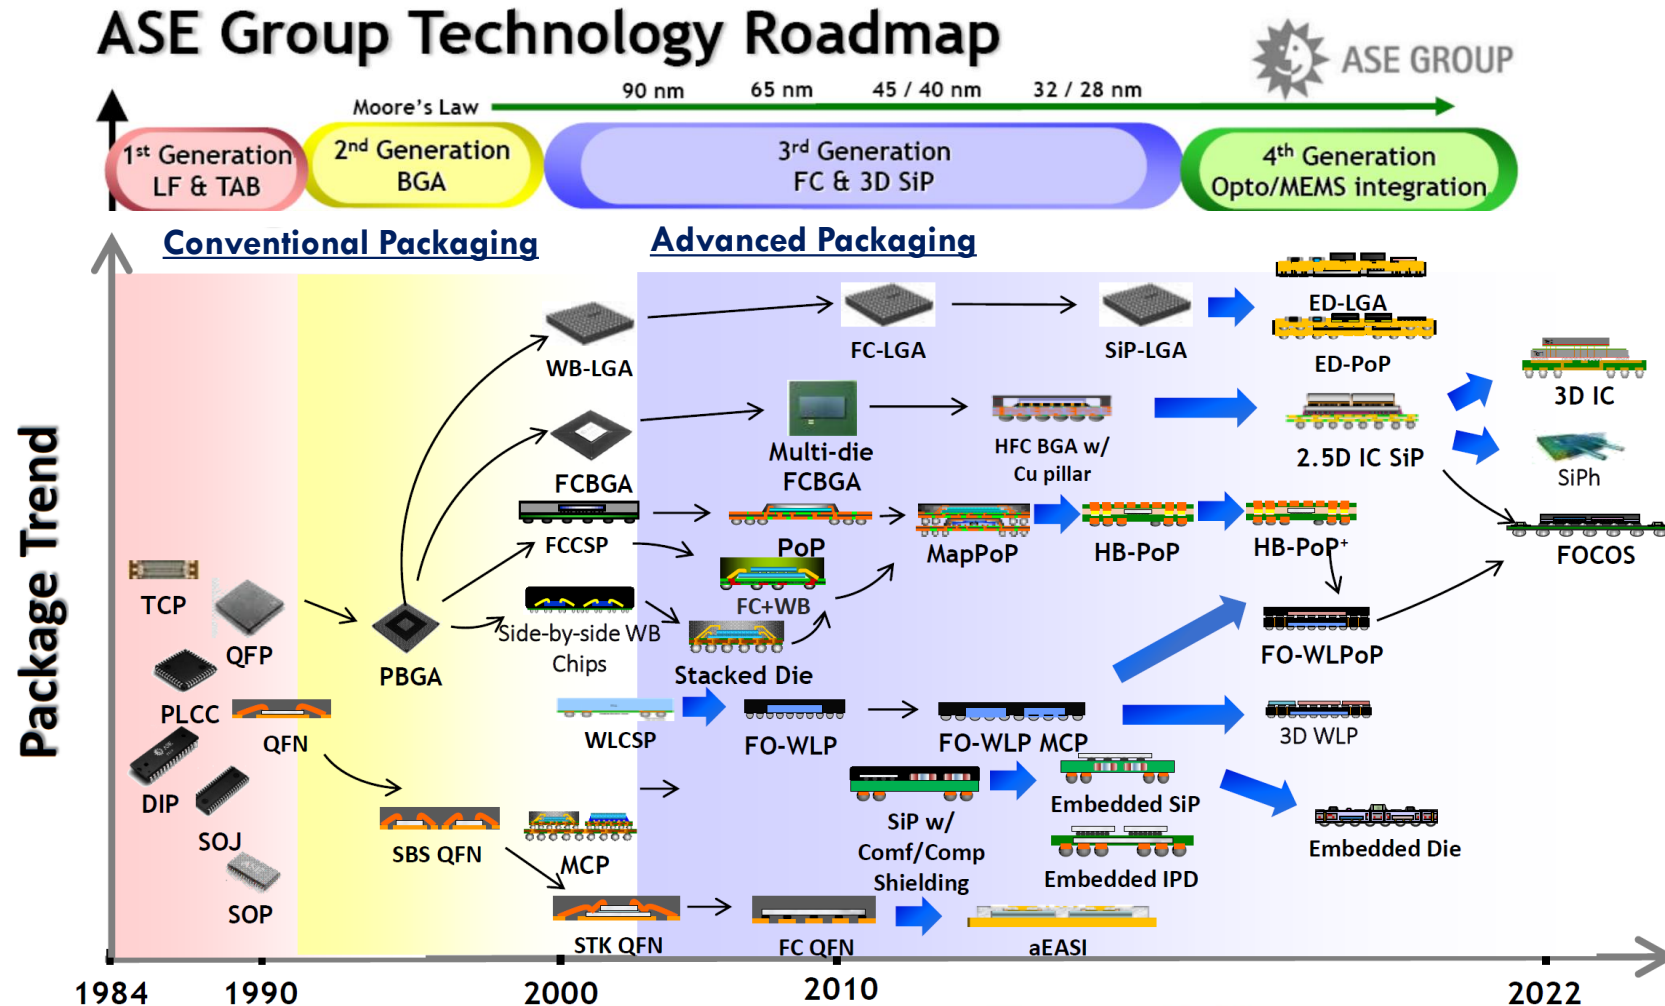 ASE Group Technology Roadmap
ASE GROUP
Moore's Law
90 nm
65 nm
45 / 40 nm
32 / 28 nm
1st Generation
LF & TAB
2nd Generation
BGA
3rd Generation
FC & 3D SiP
4th Generation
Opto/MEMS integration
Conventional Packaging
Advanced Packaging
Package Trend
WB-LGA
FC-LGA
SiP-LGA
ED-LGA
ED-PoP
3D IC
FCBGA
Multi-die
FCBGA
HFC BGA w/
Cu pillar
2.5D IC SiP
SiPh
FCCSP
PoP
MapPoP
HB-PoP
HB-PoP+
FOCOS
TCP
QFP
PBGA
Side-by-side WB
Chips
FC+WB
Stacked Die
FO-WLPoP
PLCC
QFN
WLCSP
FO-WLP
FO-WLP MCP
3D WLP
DIP
SOJ
SBS QFN
MCP
SiP w/
Comf/Comp
Shielding
Embedded SiP
Embedded IPD
Embedded Die
SOP
STK QFN
FC QFN
aEASI
1984
1990
2000
2010
2022